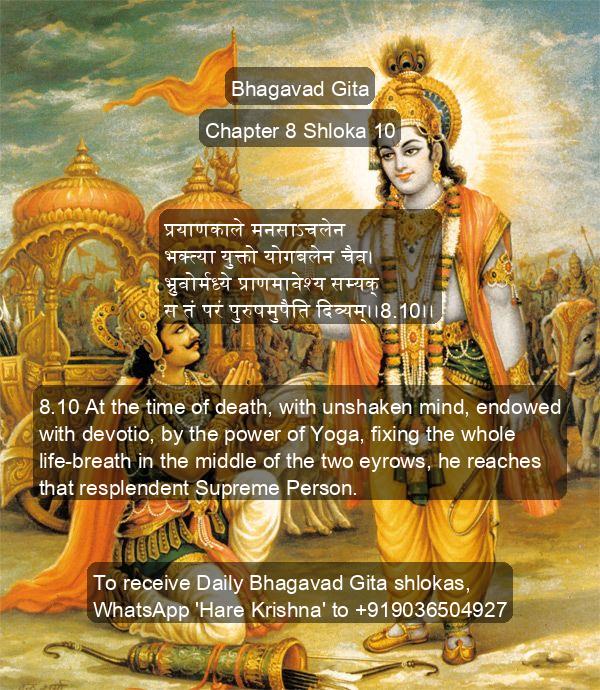 Bhagavad Gita
Chapter 8 Shloka 10
प्रयाणकाले मनसाऽचलेन
भक्त्या युक्तो योगबलेन चैव।
भ्रुवोर्मध्ये प्राणमावेश्य सम्यक्
स तं परं पुरुषमुपैति दिव्यम्।।8.10।।
8.10 At the time of death, with unshaken mind, endowed
with devotio, by the power of Yoga, fixing the whole
life-breath in the middle of the two eyrows, he reaches
that resplendent Supreme Person.
To receive Daily Bhagavad Gita shlokas,
WhatsApp 'Hare Krishna' to +919036504927